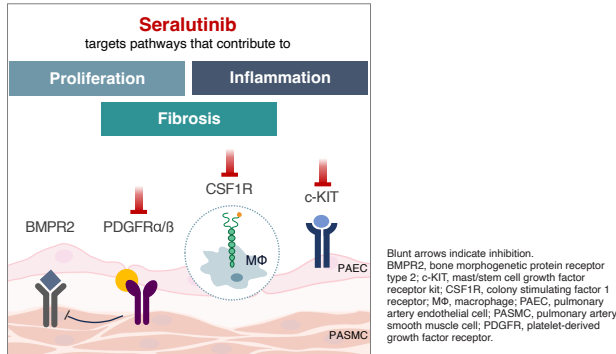 Seralutinib
targets pathways that contribute to
Proliferation
Inflammation
Fibrosis
CSF1R
c-KIT
BMPR2
PDGFRα/ß
MΦ
PAEC
PASMC
Blunt arrows indicate inhibition.
BMPR2, bone morphogenetic protein receptor
type 2; c-KIT, mast/stem cell growth factor
receptor kit; CSF1R, colony stimulating factor 1
receptor; MΦ, macrophage; PAEC, pulmonary
artery endothelial cell; PASMC, pulmonary artery
smooth muscle cell; PDGFR, platelet-derived
growth factor receptor.